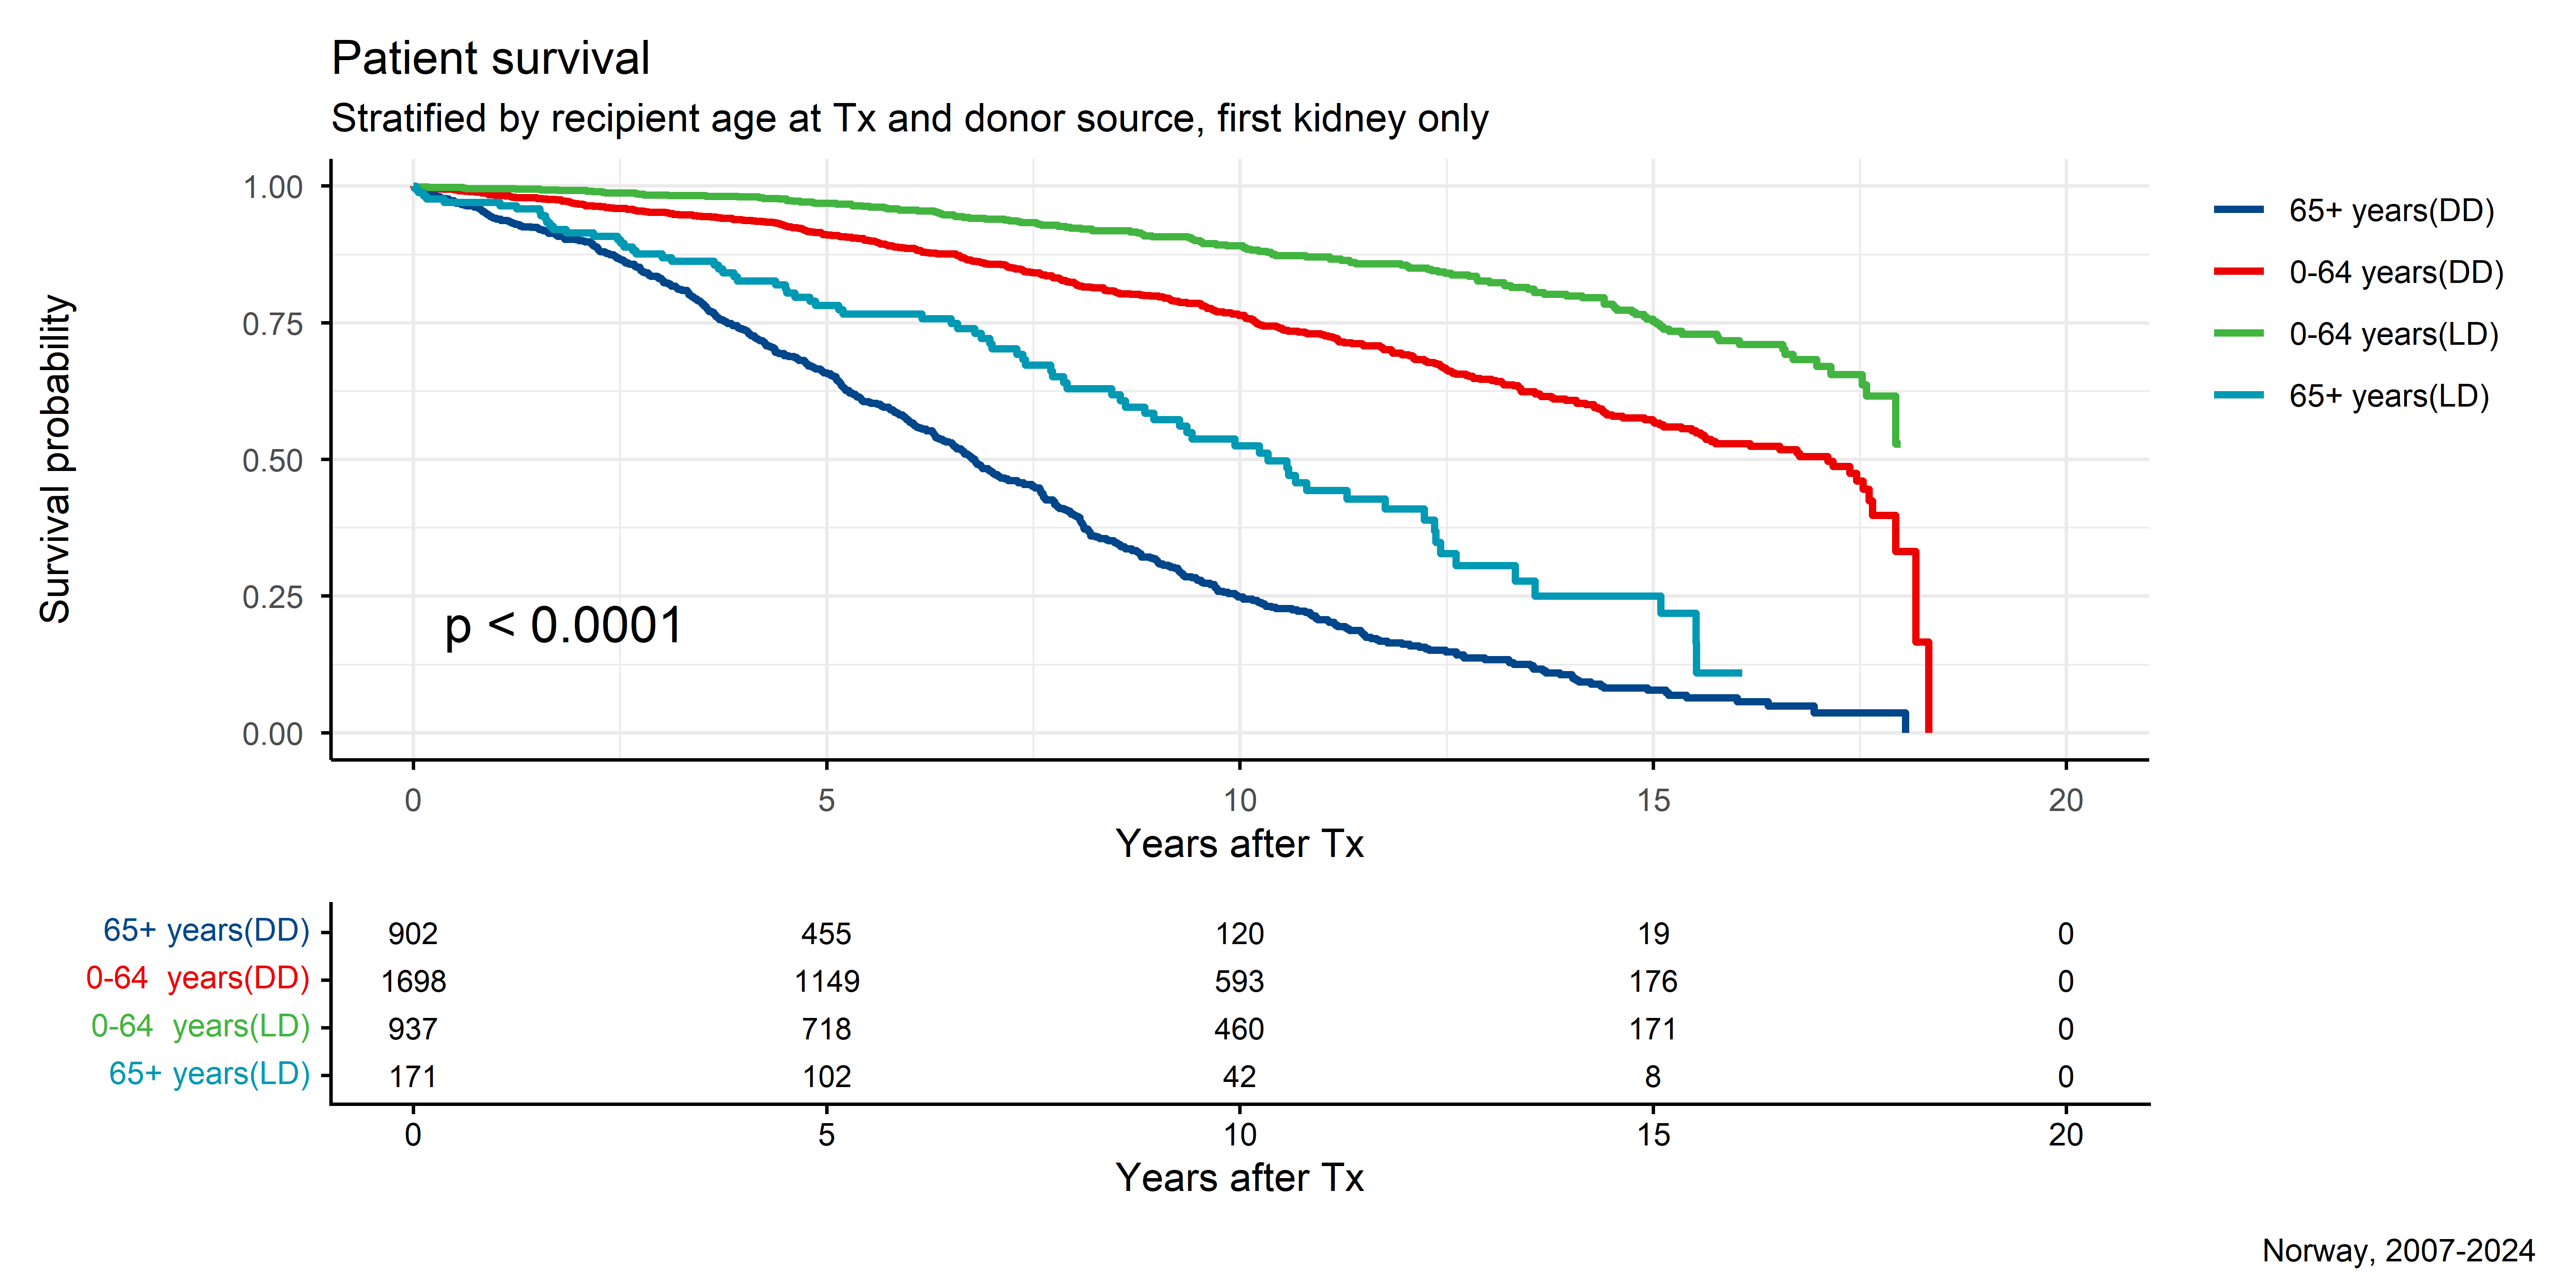 Patient survival
Stratified by recipient age at Tx and donor source, first kidney only
Survival probability
1.00
0.75
0.50
0.25
0.00
p < 0.0001
0 5 10 15 20
Years after Tx
65+ years(DD)
0-64 years(DD)
0-64 years(LD)
65+ years(LD)
65+ years(DD) 902 455 120 19 0
0-64  years(DD) 1698 1149 593 176 0
0-64  years(LD) 937 718 460 171 0
65+ years(LD) 171 102 42 8 0
0 5 10 15 20
Years after Tx
Norway, 2007-2024